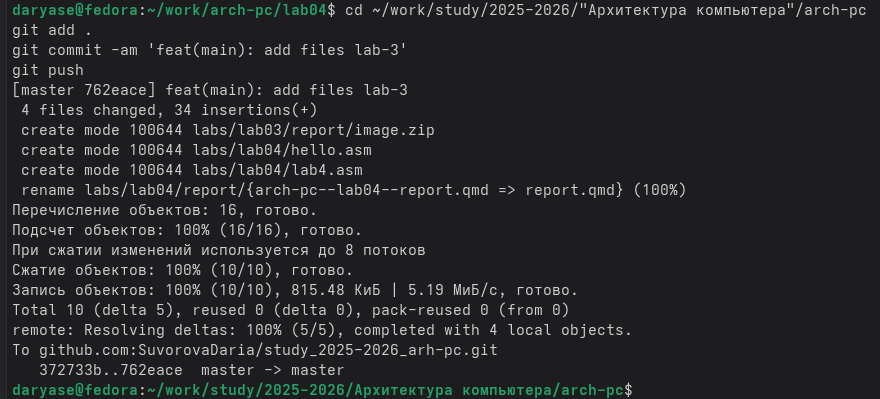 daryase@fedora:~/work/arch-pc/lab04$ cd ~/work/study/2025-2026/"Архитектура компьютера"/arch-pc
git add .
git commit -am 'feat(main): add files lab-3'
git push
[master 762eace] feat(main): add files lab-3
 4 files changed, 34 insertions(+)
 create mode 100644 labs/lab03/report/image.zip
 create mode 100644 labs/lab04/hello.asm
 create mode 100644 labs/lab04/lab4.asm
 rename labs/lab04/report/{arch-pc--lab04--report.qmd => report.qmd} (100%)
Перечисление объектов: 16, готово.
Подсчет объектов: 100% (16/16), готово.
При сжатии изменений используется до 8 потоков
Сжатие объектов: 100% (10/10), готово.
Запись объектов: 100% (10/10), 815.48 КиБ | 5.19 МиБ/с, готово.
Total 10 (delta 5), reused 0 (delta 0), pack-reused 0 (from 0)
remote: Resolving deltas: 100% (5/5), completed with 4 local objects.
To github.com:SuvorovaDaria/study_2025-2026_arh-pc.git
   372733b..762eace  master -> master
daryase@fedora:~/work/study/2025-2026/Архитектура компьютера/arch-pc$